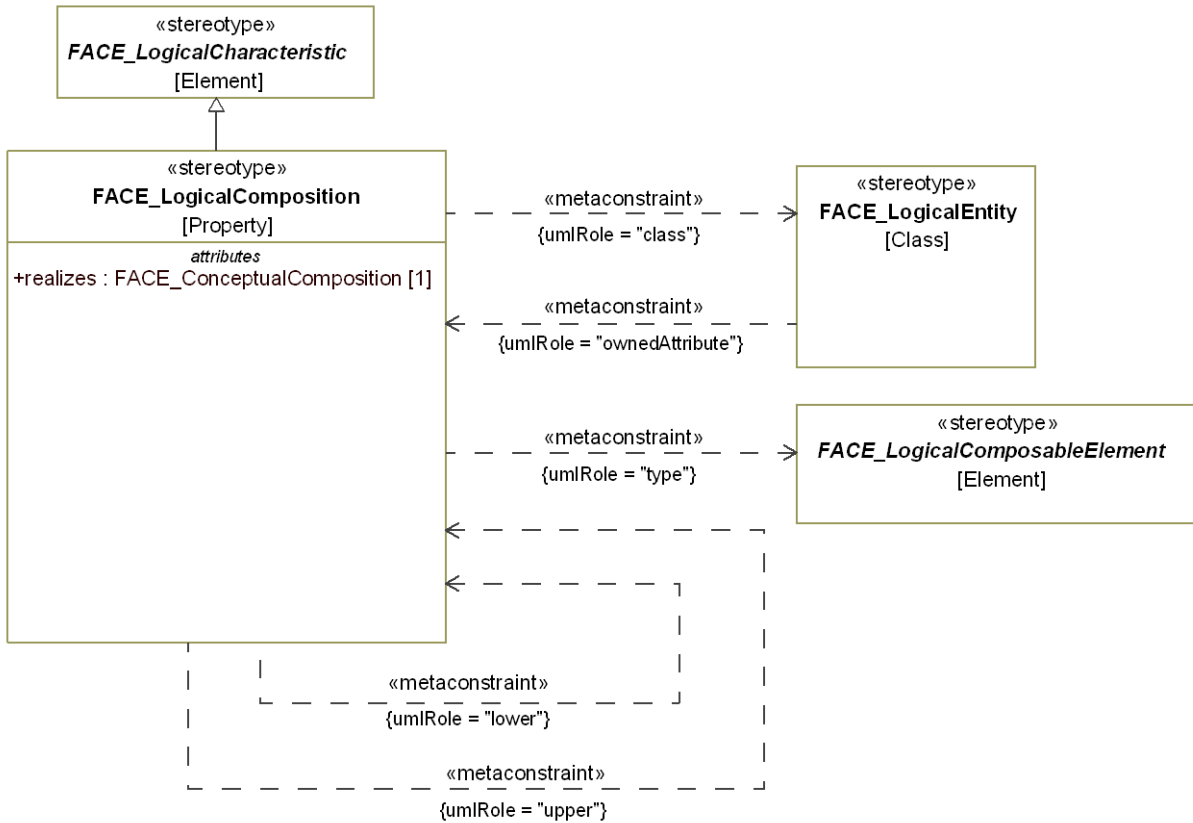 «stereotype»
FACE_LogicalCharacteristic
[Element]
«stereotype»
FACE_LogicalComposition
[Property]
attributes
+realizes : FACE_ConceptualComposition [1]
«metaconstraint»
{umlRole = "class"}
«stereotype»
FACE_LogicalEntity
[Class]
«metaconstraint»
{umlRole = "ownedAttribute"}
«metaconstraint»
{umlRole = "type"}
«stereotype»
FACE_LogicalComposableElement
[Element]
«metaconstraint»
{umlRole = "lower"}
«metaconstraint»
{umlRole = "upper"}